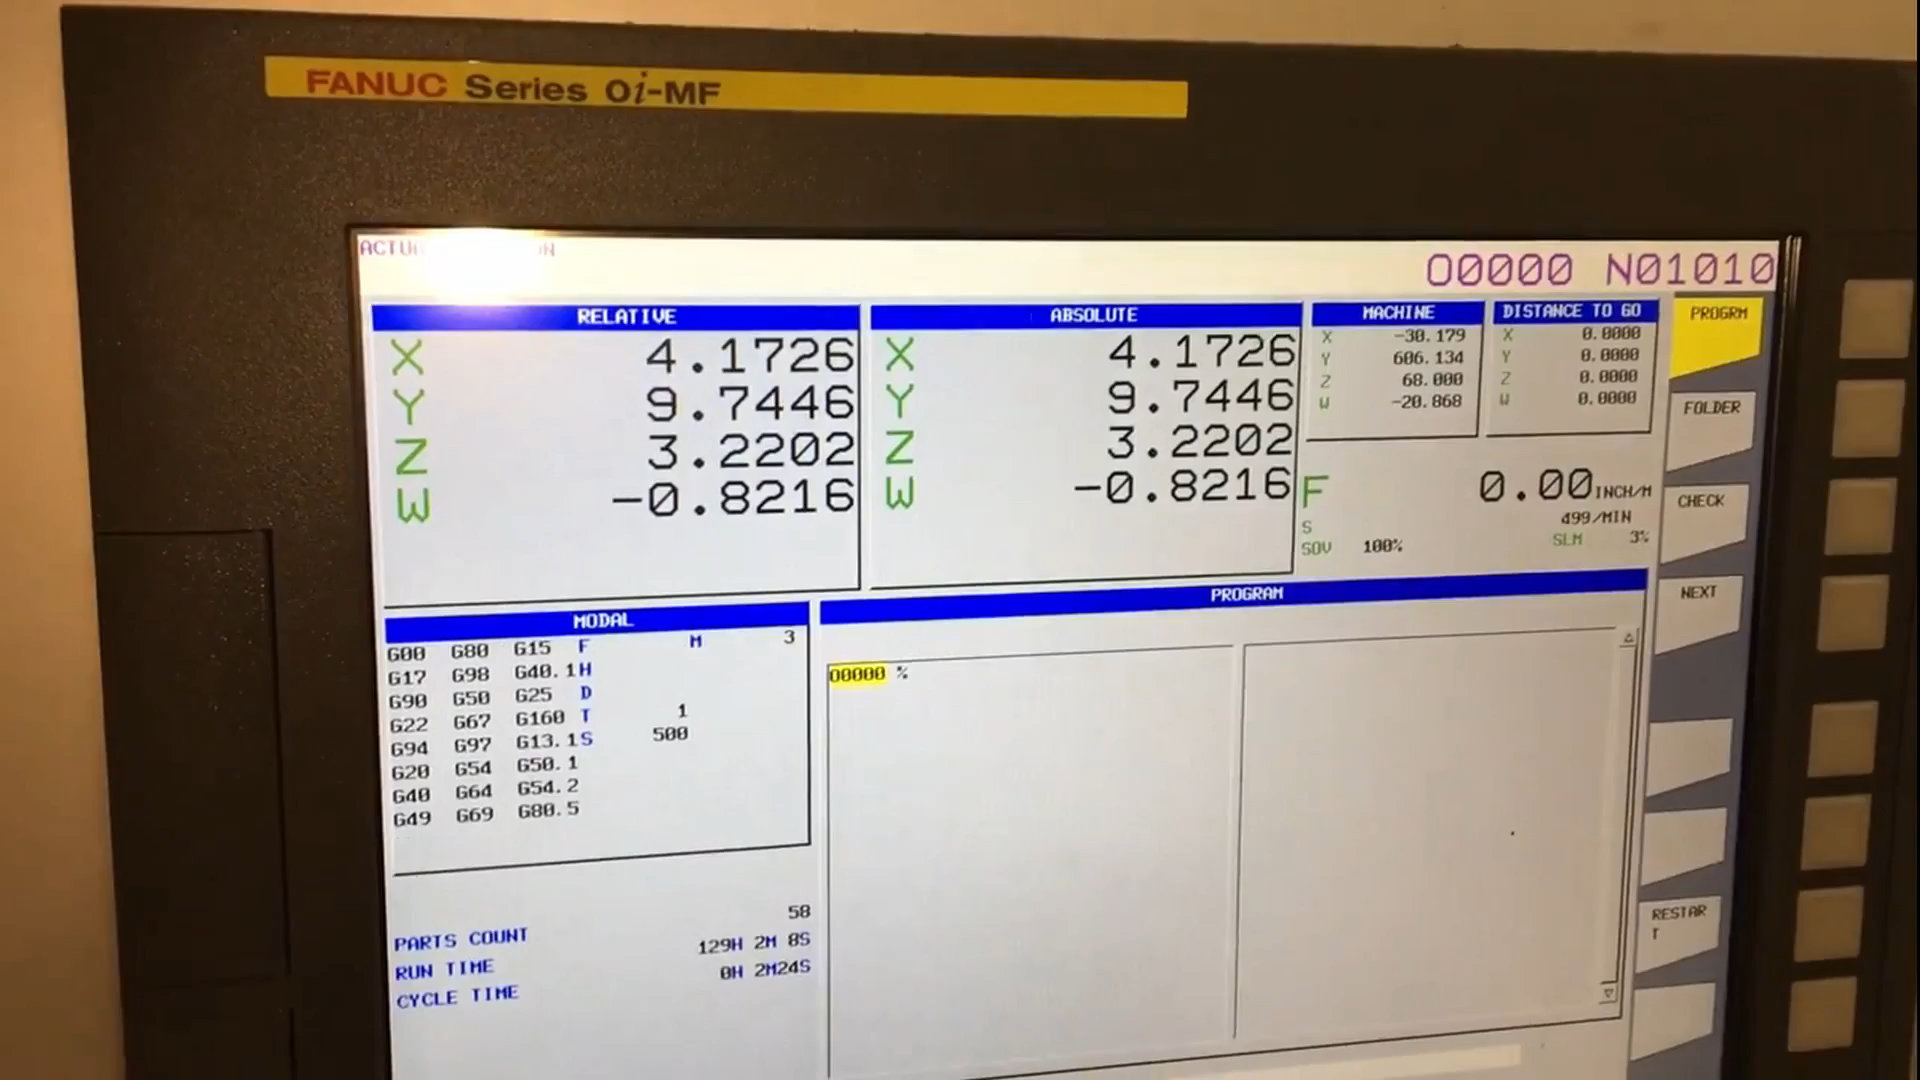 FANUC Series 0i-MF
O0000 N01010
RELATIVE
X 4.1726
Y 9.7446
Z 3.2202
W -0.8216
ABSOLUTE
X 4.1726
Y 9.7446
Z 3.2202
W -0.8216
MACHINE
X -30.179
Y 606.134
Z 68.000
W -20.868
DISTANCE TO GO
X 0.0000
Y 0.0000
Z 0.0000
W 0.0000
F 0.00 INCH/M
S 499/MIN
SOV 100% SLM 3%
MODAL
G00 G80 G15 F M 3
G17 G98 G40.1 H
G90 G50 G25 D
G22 G67 G160 T 1
G94 G97 G13.1 S 500
G20 G54 G50.1
G40 G64 G54.2
G49 G69 G80.5
PARTS COUNT 58
RUN TIME 129H 2M 8S
CYCLE TIME 0H 2M24S
PROGRAM
O0000 %
PROGRM
FOLDER
CHECK
NEXT
RESTAR
T